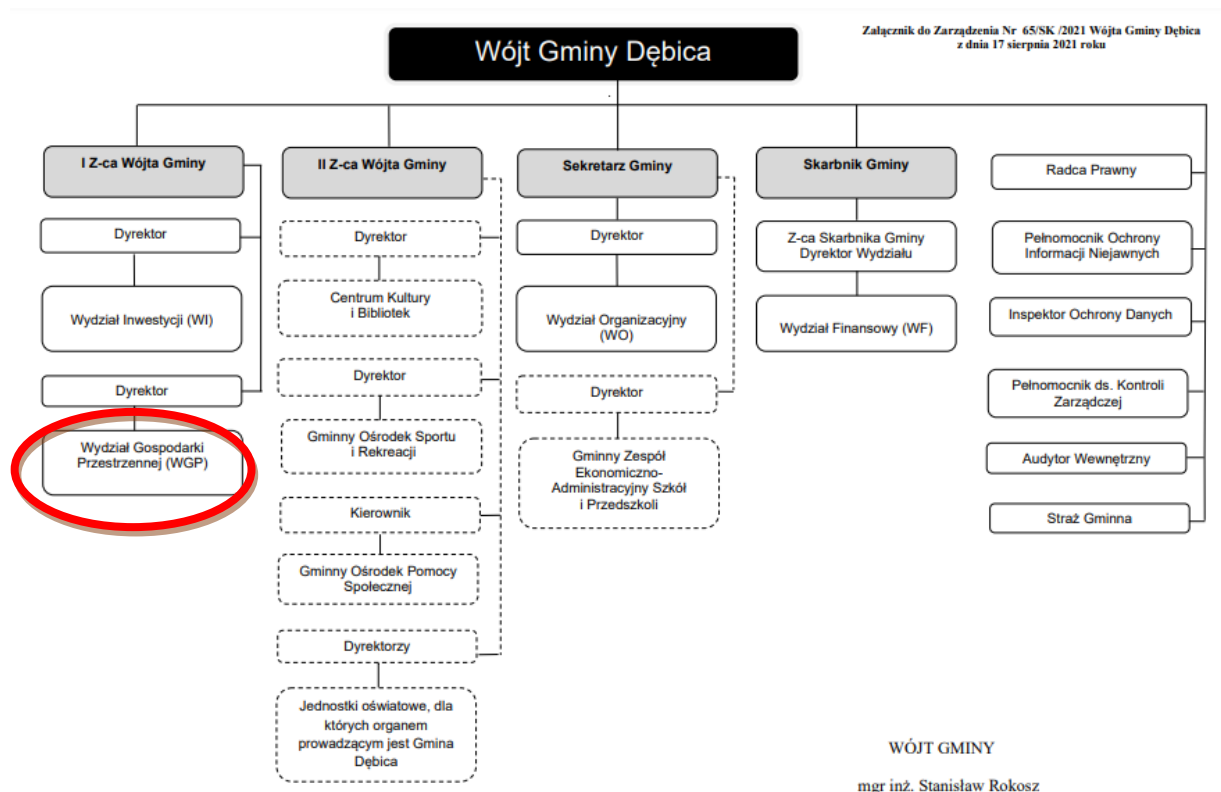 Załącznik do Zarządzenia Nr 65/SK /2021 Wójta Gminy Dębica
z dnia 17 sierpnia 2021 roku
Wójt Gminy Dębica
I Z-ca Wójta Gminy
Dyrektor
Wydział Inwestycji (WI)
Dyrektor
Wydział Gospodarki
Przestrzennej (WGP)
II Z-ca Wójta Gminy
Dyrektor
Centrum Kultury
i Bibliotek
Dyrektor
Gminny Ośrodek Sportu
i Rekreacji
Kierownik
Gminny Ośrodek Pomocy
Społecznej
Dyrektorzy
Jednostki oświatowe, dla
których organem
prowadzącym jest Gmina
Dębica
Sekretarz Gminy
Dyrektor
Wydział Organizacyjny
(WO)
Dyrektor
Gminny Zespół
Ekonomiczno-
Administracyjny Szkół
i Przedszkoli
Skarbnik Gminy
Z-ca Skarbnika Gminy
Dyrektor Wydziału
Wydział Finansowy (WF)
Radca Prawny
Pełnomocnik Ochrony
Informacji Niejawnych
Inspektor Ochrony Danych
Pełnomocnik ds. Kontroli
Zarządczej
Audytor Wewnętrzny
Straż Gminna
WÓJT GMINY
mgr inż. Stanisław Rokosz